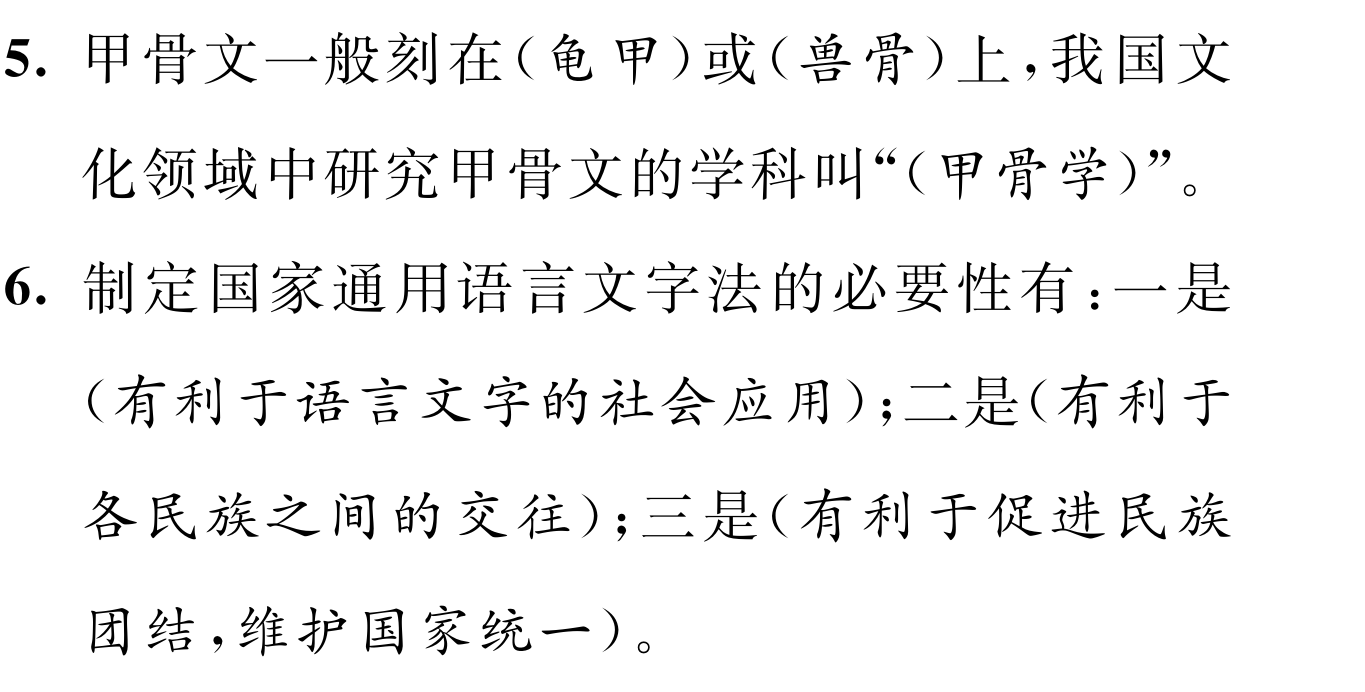 5. 甲骨文一般刻在(龟甲)或(兽骨)上,我国文
化领域中研究甲骨文的学科叫“(甲骨学)”。
6. 制定国家通用语言文字法的必要性有:一是
(有利于语言文字的社会应用);二是(有利于
各民族之间的交往);三是(有利于促进民族
团结,维护国家统一)。